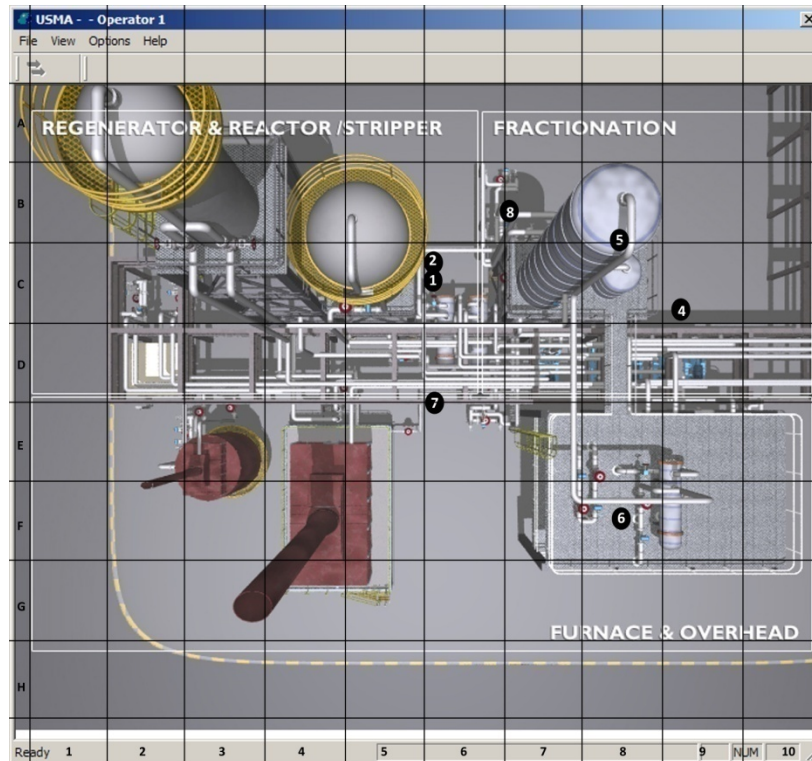 USMA - - Operator 1
File View Options Help
A
REGENERATOR & REACTOR /STRIPPER
FRACTIONATION
B
8
5
2
C
1
4
D
7
E
F
6
G
FURNACE & OVERHEAD
H
Ready 1 2 3 4 5 6 7 8 9 NUM 10